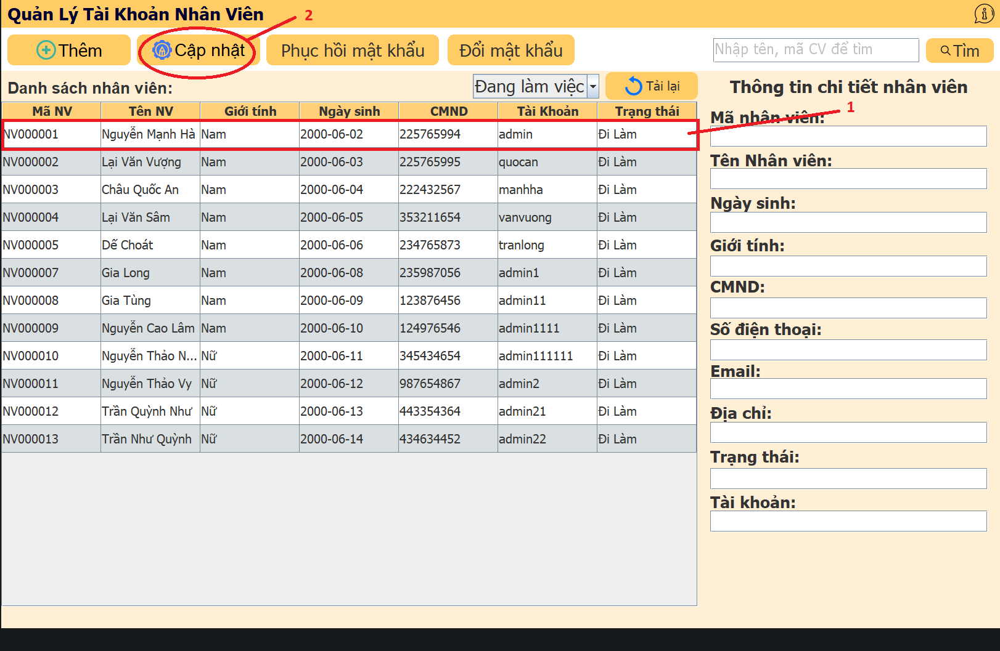 Quản Lý Tài Khoản Nhân Viên
2
Thêm
Cập nhật
Phục hồi mật khẩu
Đổi mật khẩu
Nhập tên, mã CV để tìm
Tìm
Danh sách nhân viên:
Đang làm việc
Tải lại
Mã NV Tên NV Giới tính Ngày sinh CMND Tài Khoản Trạng thái
NV000001 Nguyễn Mạnh Hà Nam 2000-06-02 225765994 admin Đi Làm
NV000002 Lại Văn Vượng Nam 2000-06-03 225765995 quocan Đi Làm
NV000003 Châu Quốc An Nam 2000-06-04 222432567 manhha Đi Làm
NV000004 Lại Văn Sâm Nam 2000-06-05 353211654 vanvuong Đi Làm
NV000005 Dế Choát Nam 2000-06-06 234765873 tranlong Đi Làm
NV000007 Gia Long Nam 2000-06-08 235987056 admin1 Đi Làm
NV000008 Gia Tùng Nam 2000-06-09 123876456 admin11 Đi Làm
NV000009 Nguyễn Cao Lâm Nam 2000-06-10 124976546 admin1111 Đi Làm
NV000010 Nguyễn Thảo N... Nữ 2000-06-11 345434654 admin111111 Đi Làm
NV000011 Nguyễn Thảo Vy Nữ 2000-06-12 987654867 admin2 Đi Làm
NV000012 Trần Quỳnh Như Nữ 2000-06-13 443354364 admin21 Đi Làm
NV000013 Trần Như Quỳnh Nữ 2000-06-14 434634452 admin22 Đi Làm
Thông tin chi tiết nhân viên
1
Mã nhân viên:
Tên Nhân viên:
Ngày sinh:
Giới tính:
CMND:
Số điện thoại:
Email:
Địa chỉ:
Trạng thái:
Tài khoản: